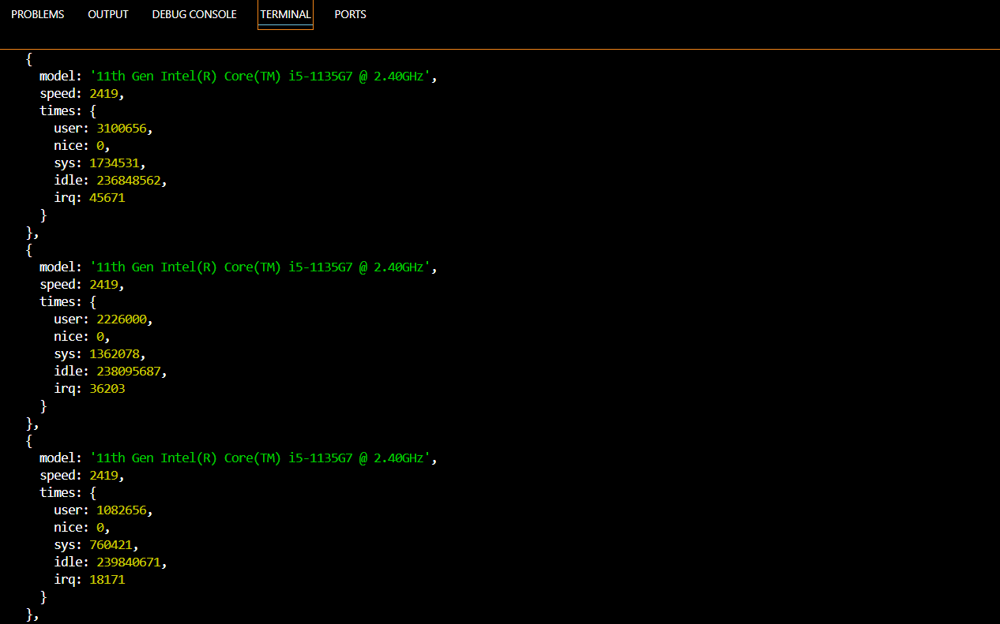 PROBLEMS OUTPUT DEBUG CONSOLE TERMINAL PORTS
{
model: '11th Gen Intel(R) Core(TM) i5-1135G7 @ 2.40GHz',
speed: 2419,
times: {
user: 3100656,
nice: 0,
sys: 1734531,
idle: 236848562,
irq: 45671
}
},
{
model: '11th Gen Intel(R) Core(TM) i5-1135G7 @ 2.40GHz',
speed: 2419,
times: {
user: 2226000,
nice: 0,
sys: 1362078,
idle: 238095687,
irq: 36203
}
},
{
model: '11th Gen Intel(R) Core(TM) i5-1135G7 @ 2.40GHz',
speed: 2419,
times: {
user: 1082656,
nice: 0,
sys: 760421,
idle: 239840671,
irq: 18171
}
},